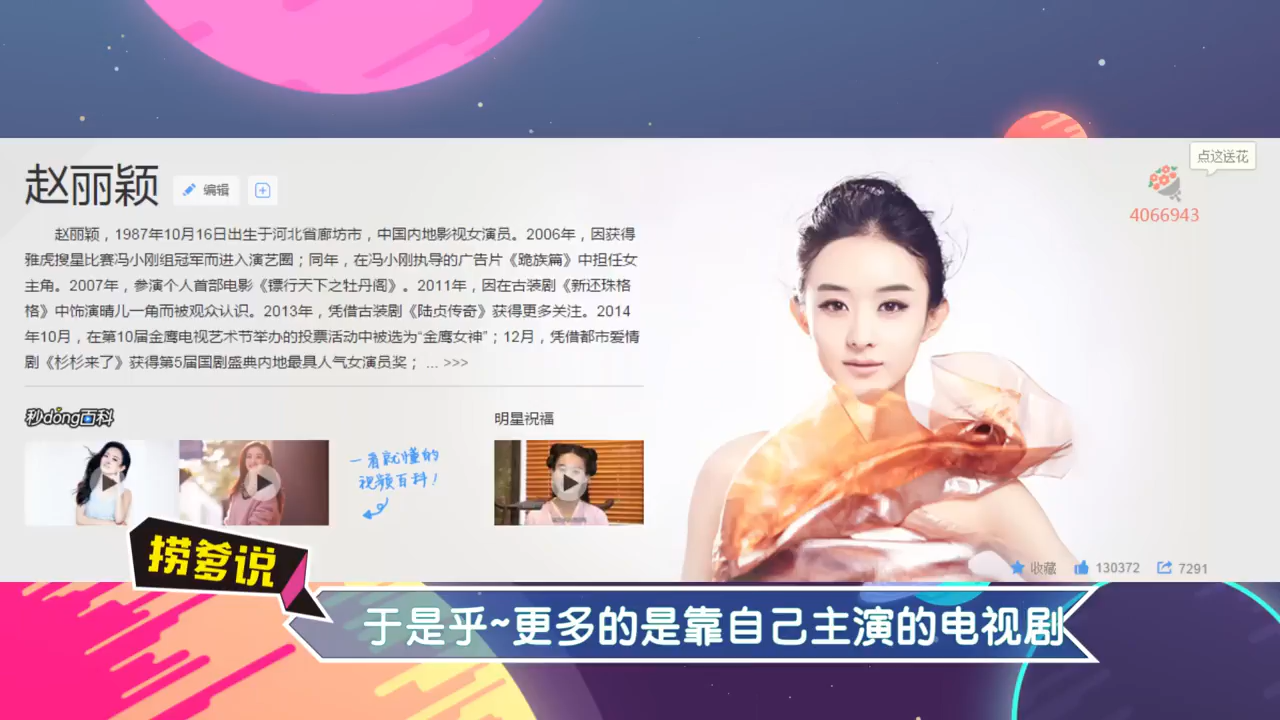 赵丽颖
编辑
点这送花
4066943
赵丽颖，1987年10月16日出生于河北省廊坊市，中国内地影视女演员。2006年，因获得
雅虎搜星比赛冯小刚组冠军而进入演艺圈；同年，在冯小刚执导的广告片《跪族篇》中担任女
主角。2007年，参演个人首部电影《镖行天下之牡丹阁》。2011年，因在古装剧《新还珠格
格》中饰演晴儿一角而被观众认识。2013年，凭借古装剧《陆贞传奇》获得更多关注。2014
年10月，在第10届金鹰电视艺术节举办的投票活动中被选为“金鹰女神”；12月，凭借都市爱情
剧《杉杉来了》获得第5届国剧盛典内地最具人气女演员奖； ... >>>
秒dǒng百科
明星祝福
一看就懂的
视频百科！
收藏 130372 7291
捞爹说
于是乎~更多的是靠自己主演的电视剧